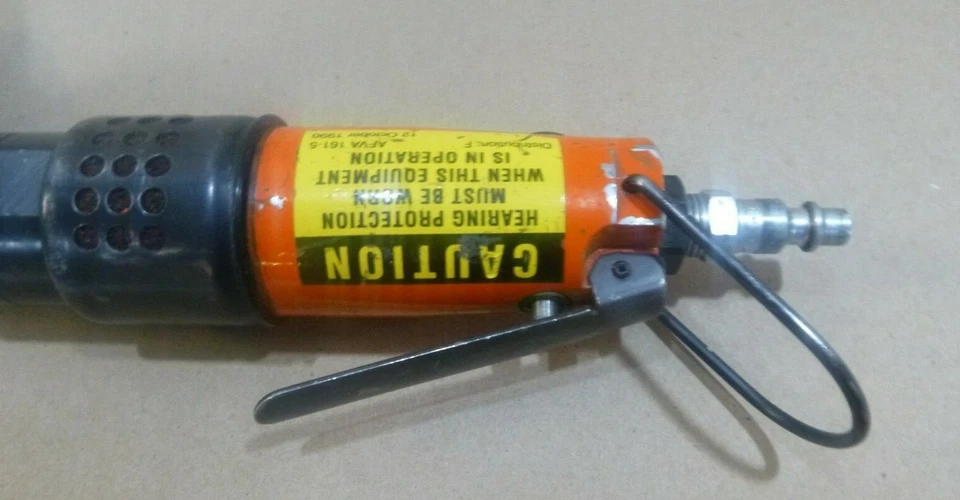 CAUTION
HEARING PROTECTION
MUST BE WORN
WHEN THIS EQUIPMENT
IS IN OPERATION
Distribution; F AFVA 161-5
12 October 1990